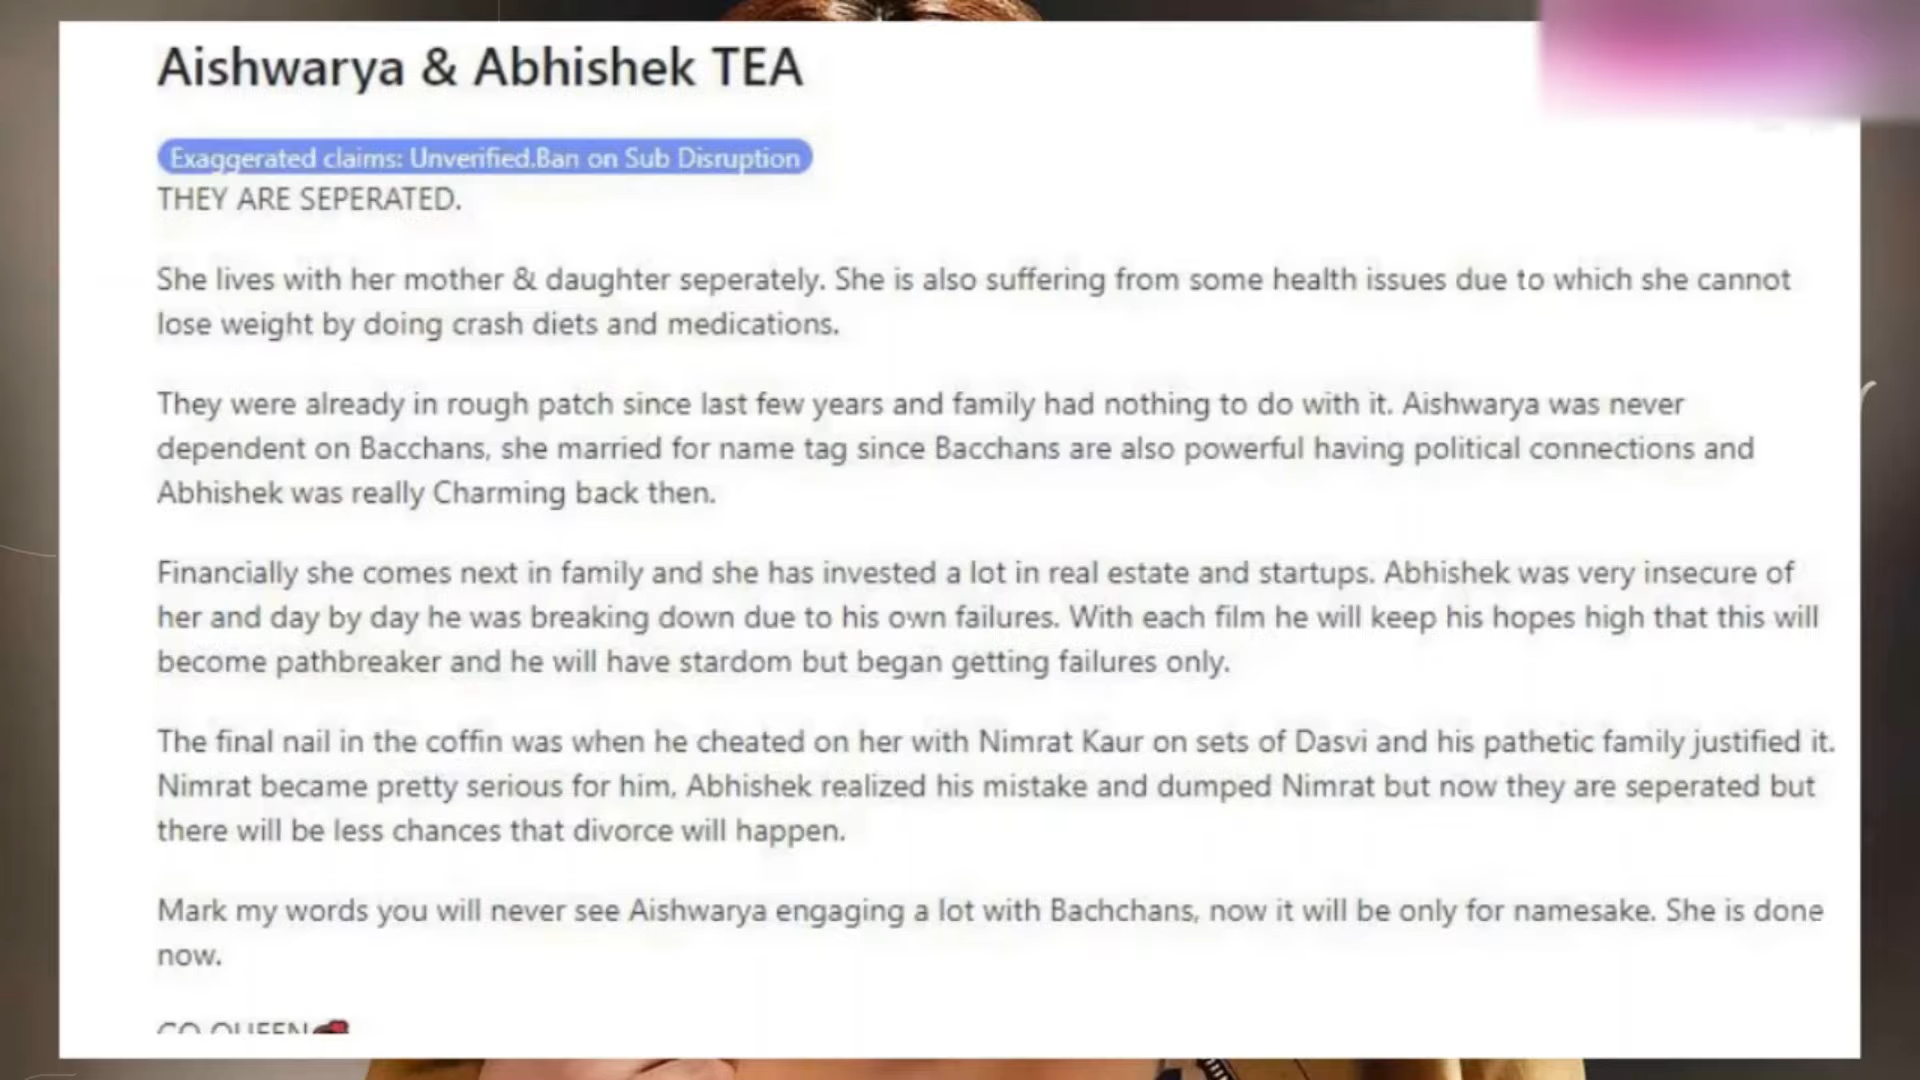 Aishwarya & Abhishek TEA
Exaggerated claims: Unverified.Ban on Sub Disruption
THEY ARE SEPERATED.
She lives with her mother & daughter seperately. She is also suffering from some health issues due to which she cannot
lose weight by doing crash diets and medications.
They were already in rough patch since last few years and family had nothing to do with it. Aishwarya was never
dependent on Bacchans, she married for name tag since Bacchans are also powerful having political connections and
Abhishek was really Charming back then.
Financially she comes next in family and she has invested a lot in real estate and startups. Abhishek was very insecure of
her and day by day he was breaking down due to his own failures. With each film he will keep his hopes high that this will
become pathbreaker and he will have stardom but began getting failures only.
The final nail in the coffin was when he cheated on her with Nimrat Kaur on sets of Dasvi and his pathetic family justified it.
Nimrat became pretty serious for him, Abhishek realized his mistake and dumped Nimrat but now they are seperated but
there will be less chances that divorce will happen.
Mark my words you will never see Aishwarya engaging a lot with Bachchans, now it will be only for namesake. She is done
now.
GO QUEEN